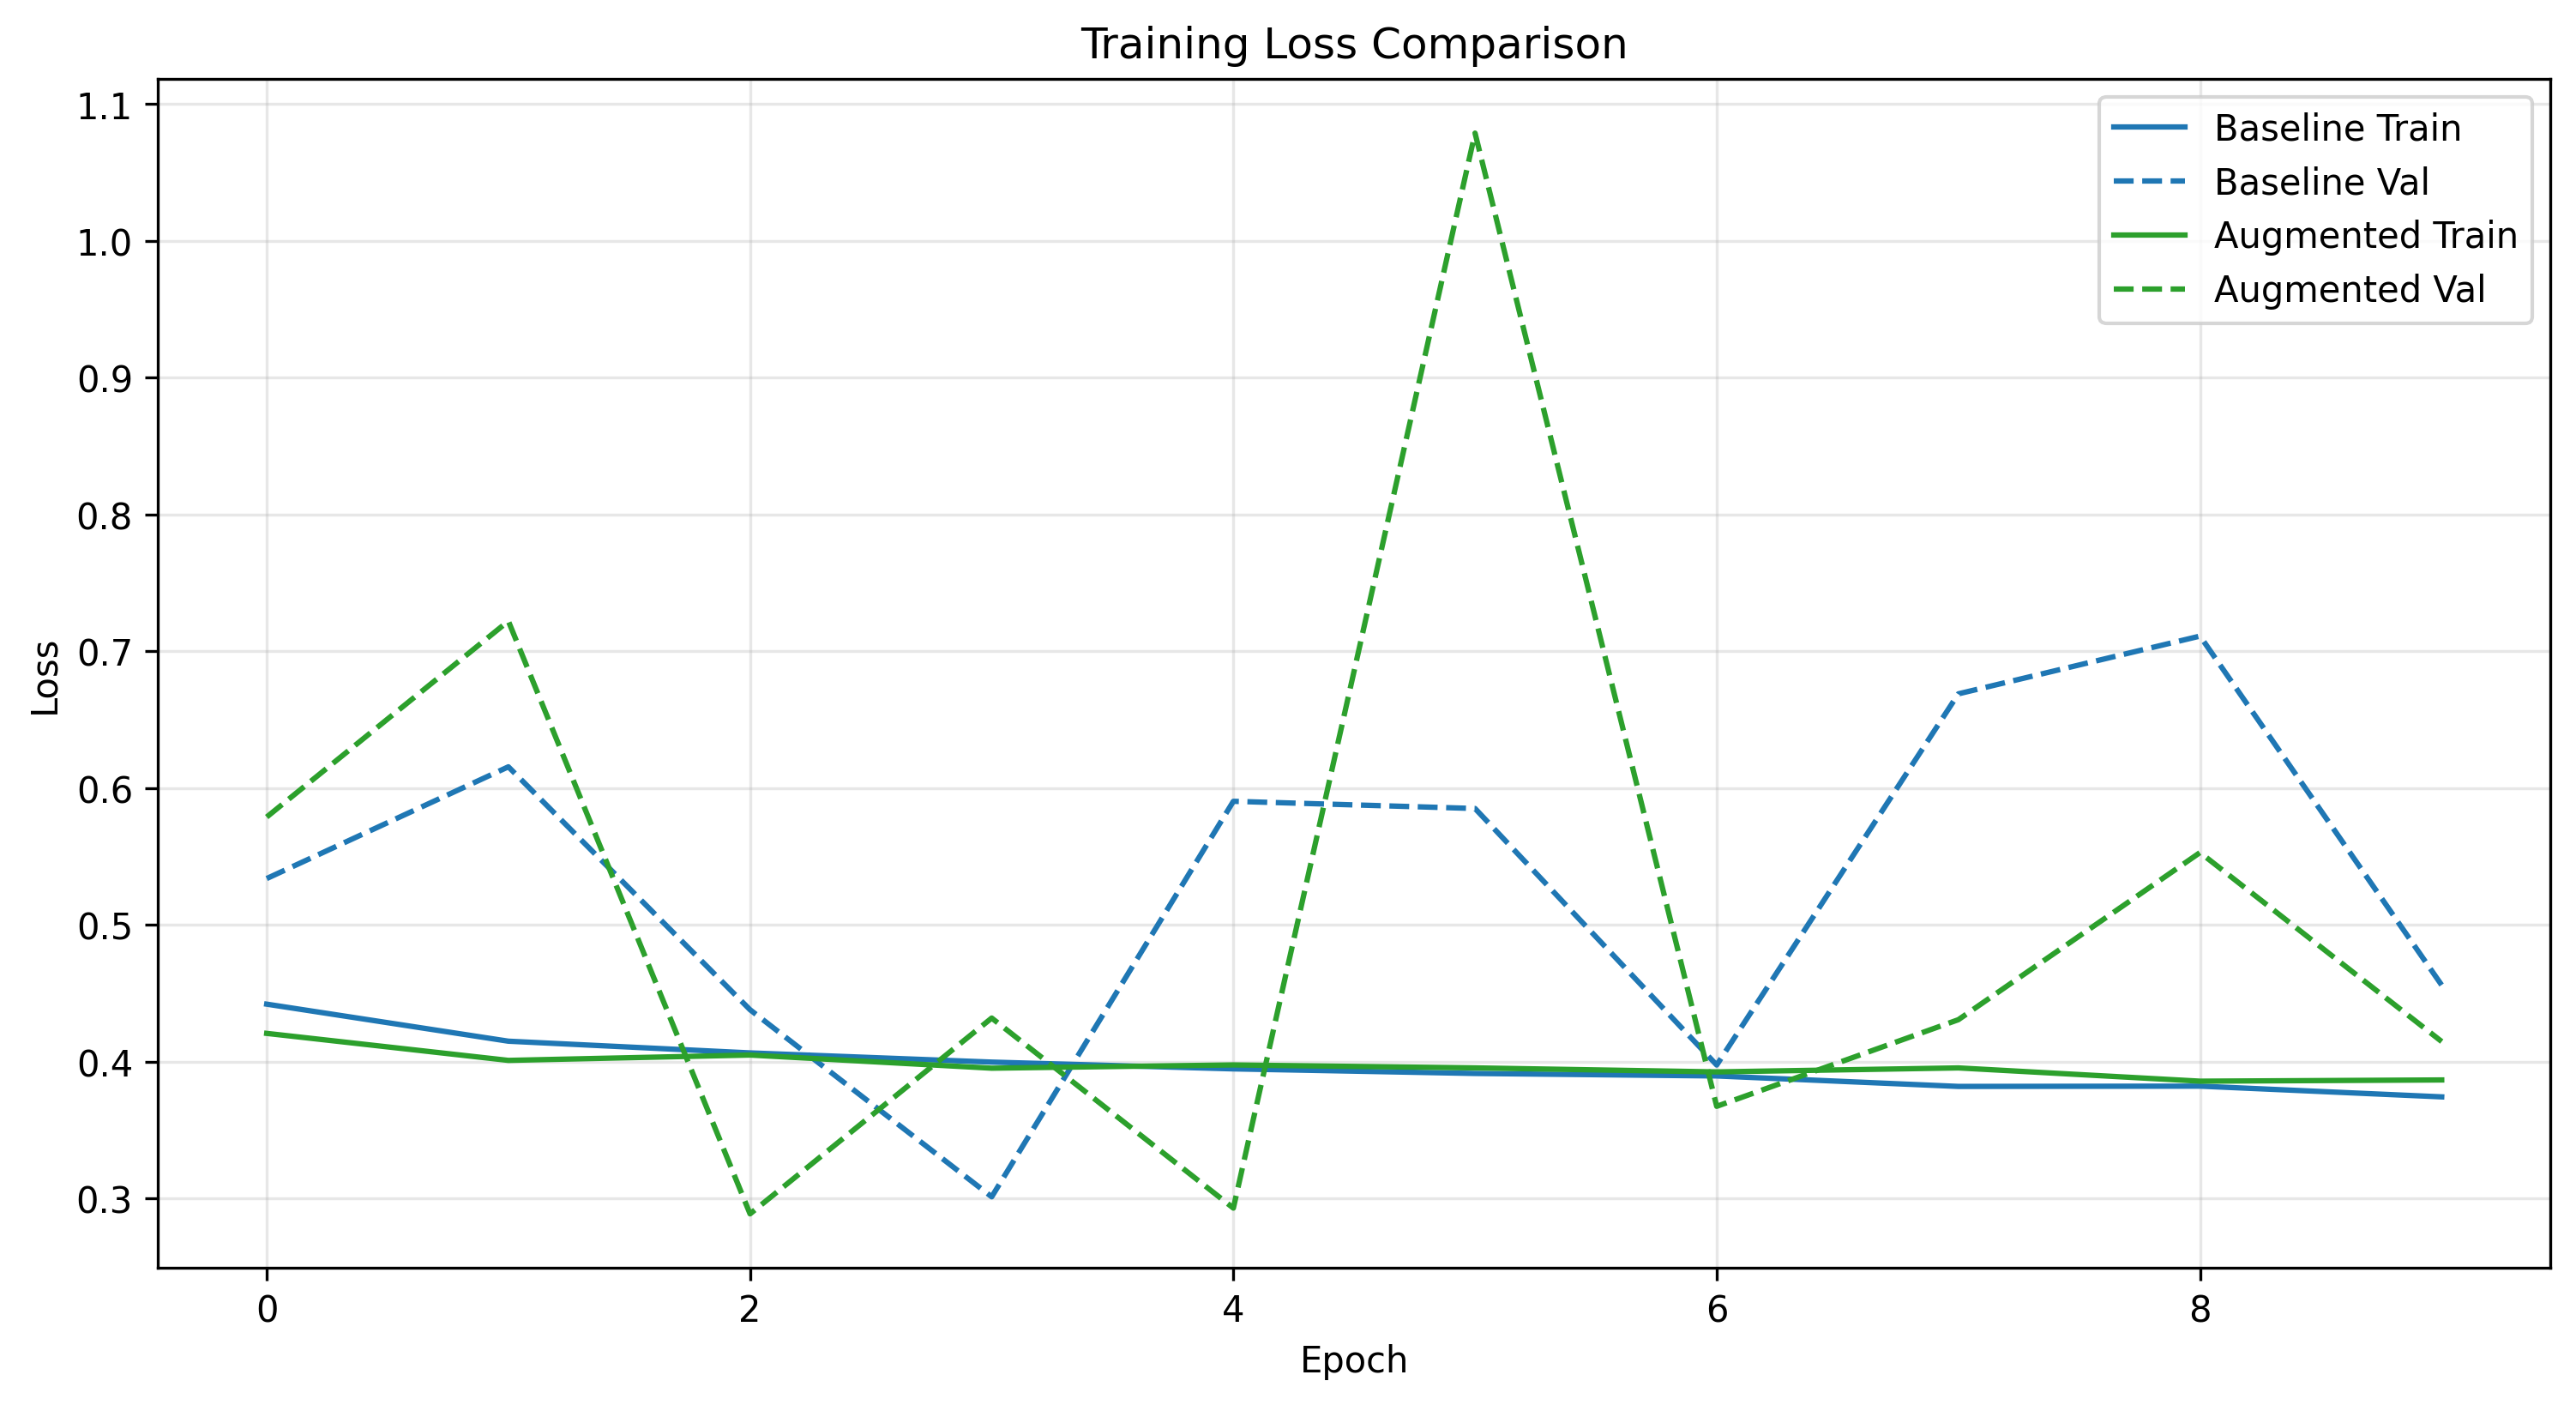 Training Loss Comparison
1.1
1.0
0.9
0.8
0.7
0.6
0.5
0.4
0.3
Loss
0 2 4 6 8
Epoch
Baseline Train
Baseline Val
Augmented Train
Augmented Val